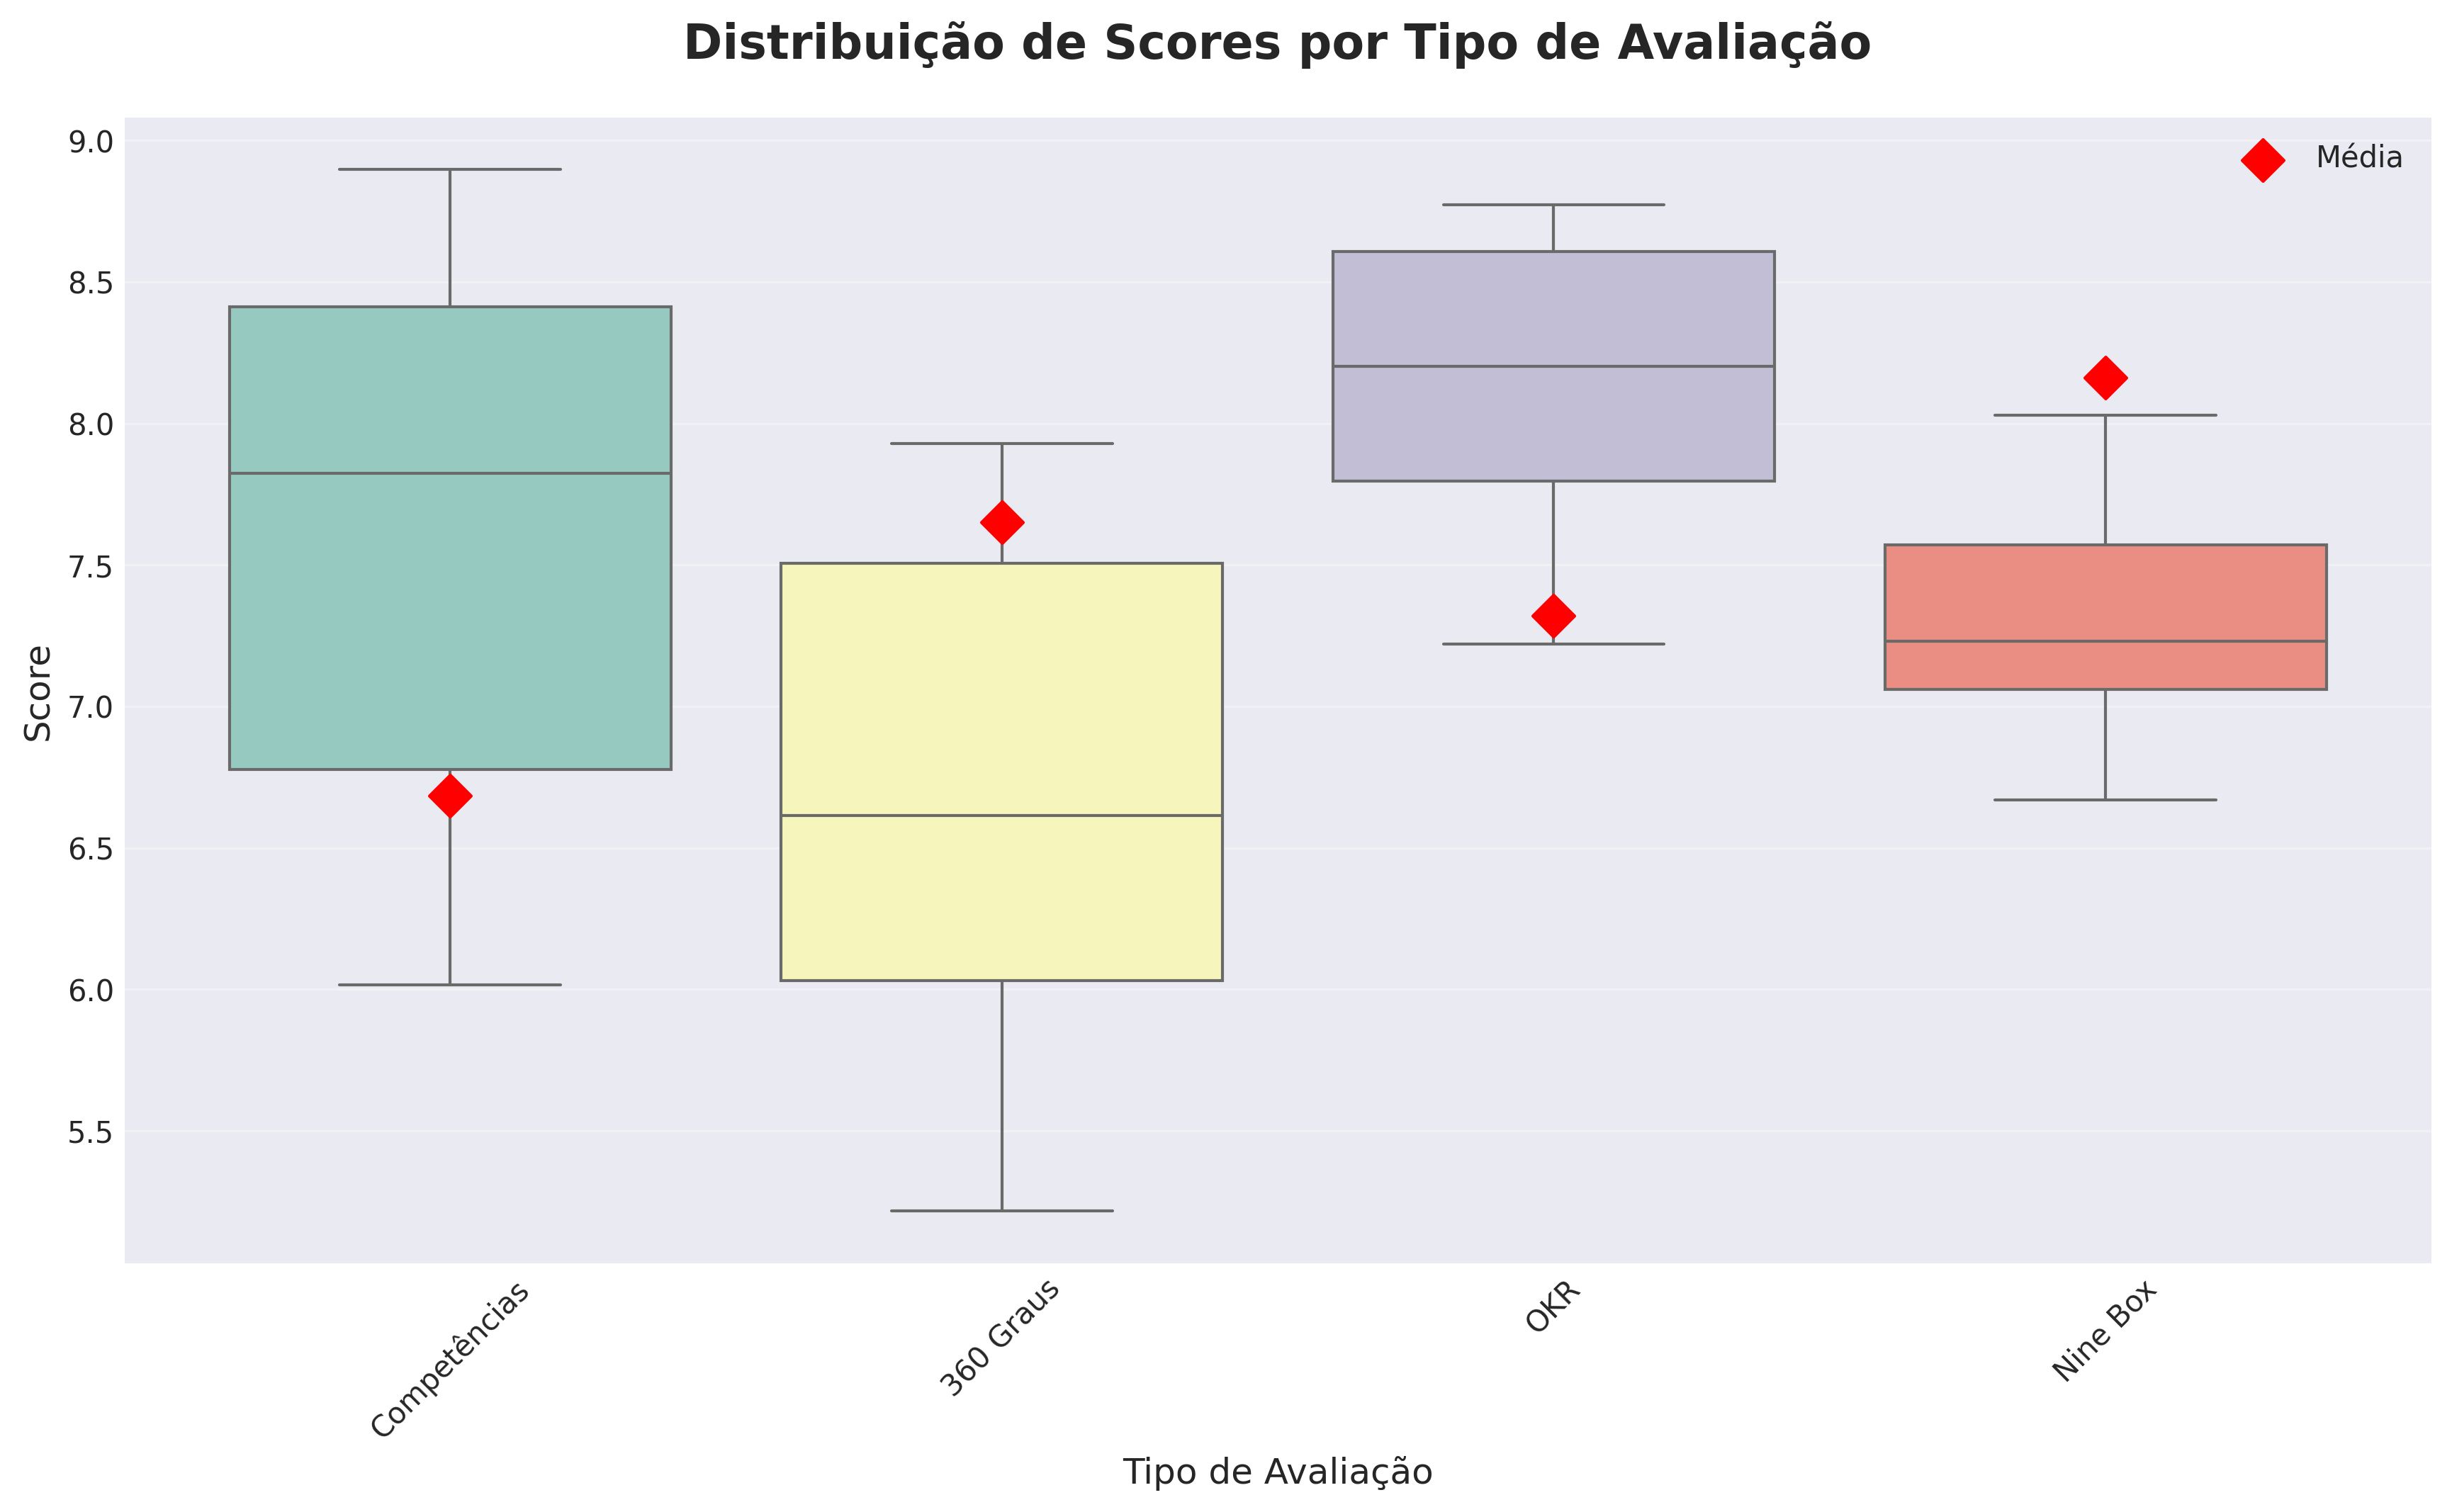 Distribuição de Scores por Tipo de Avaliação
Média
Score
9.0
8.5
8.0
7.5
7.0
6.5
6.0
5.5
Competências
360 Graus
OKR
Nine Box
Tipo de Avaliação